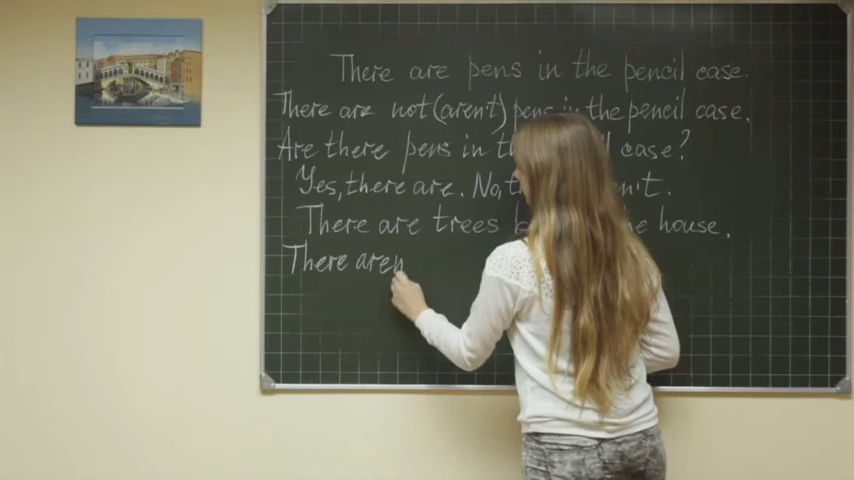 There are pens in the pencil case.
There are not (aren't) pens in the pencil case.
Are there pens in case?
Yes, there are. No,
There are trees house.
There aren